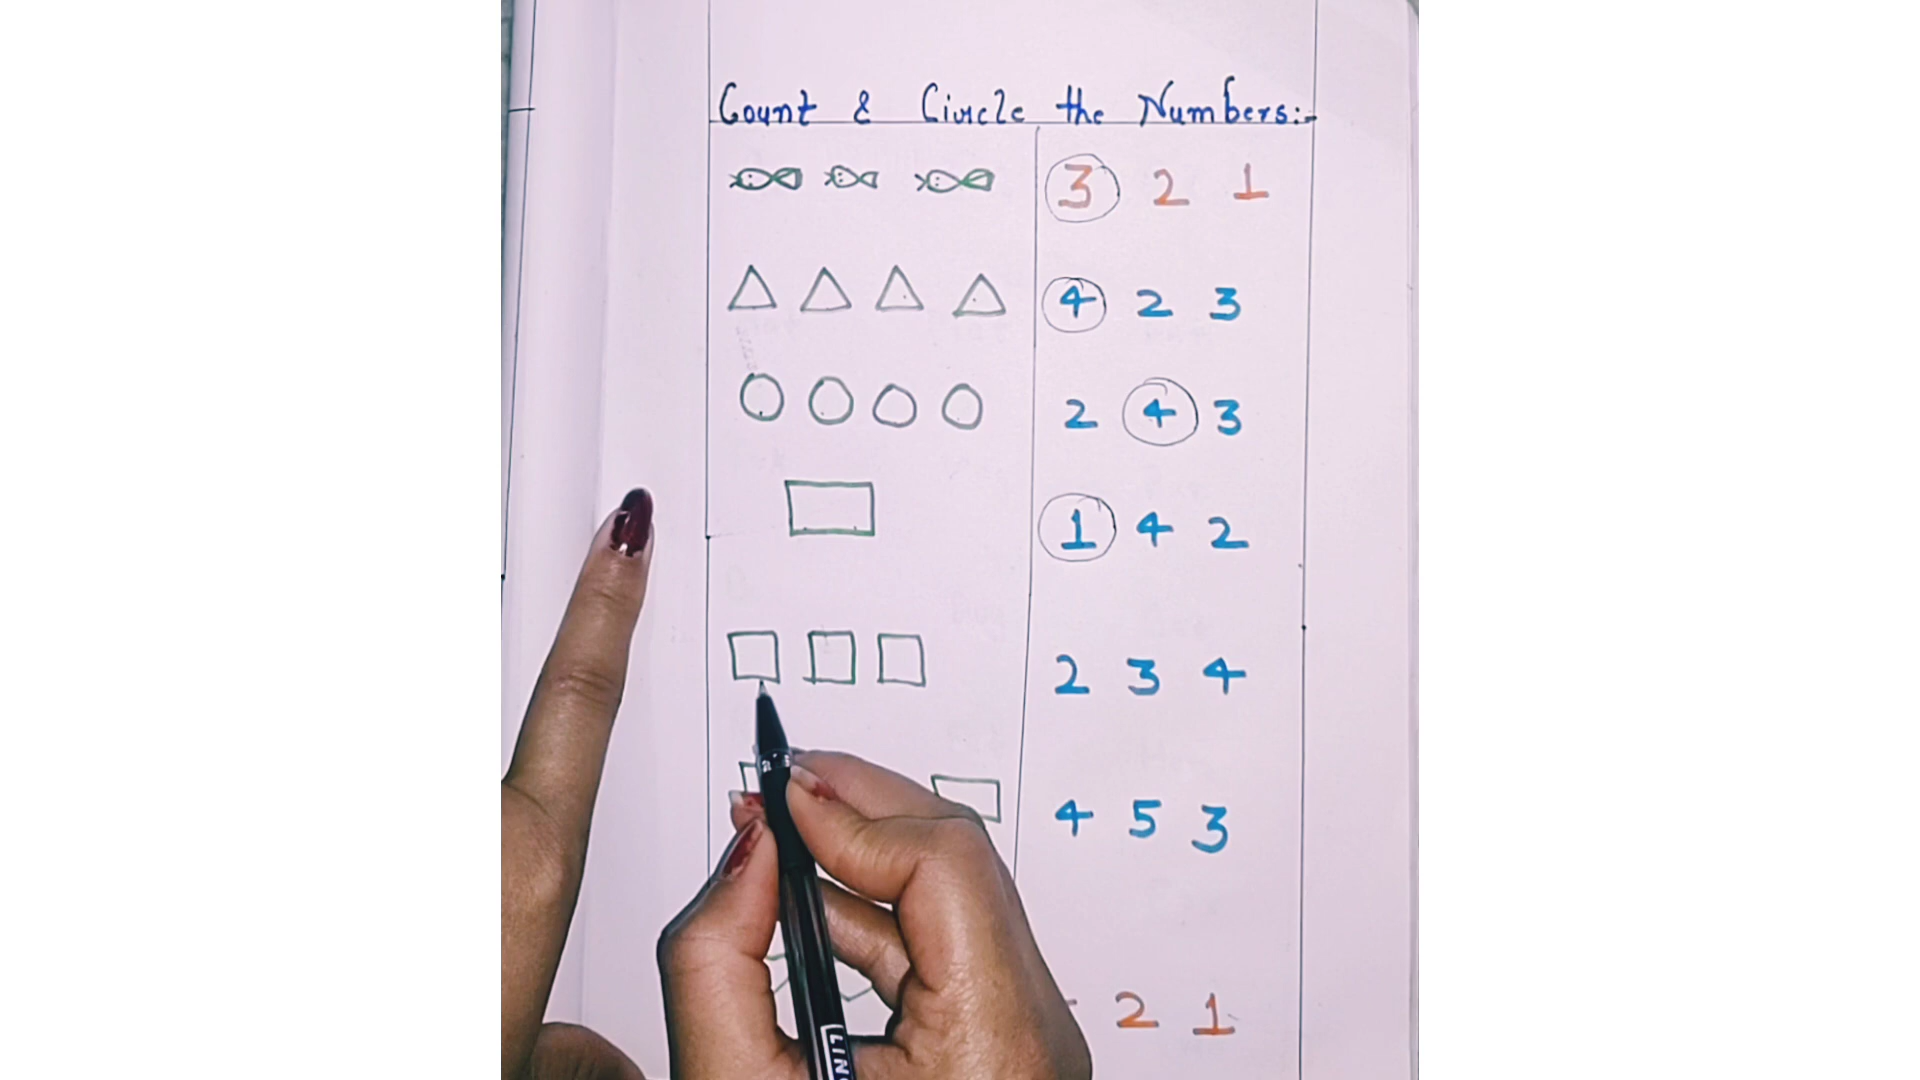 Count & Circle the Numbers:-
3 2 1
4 2 3
2 4 3
1 4 2
2 3 4
4 5 3
2 1